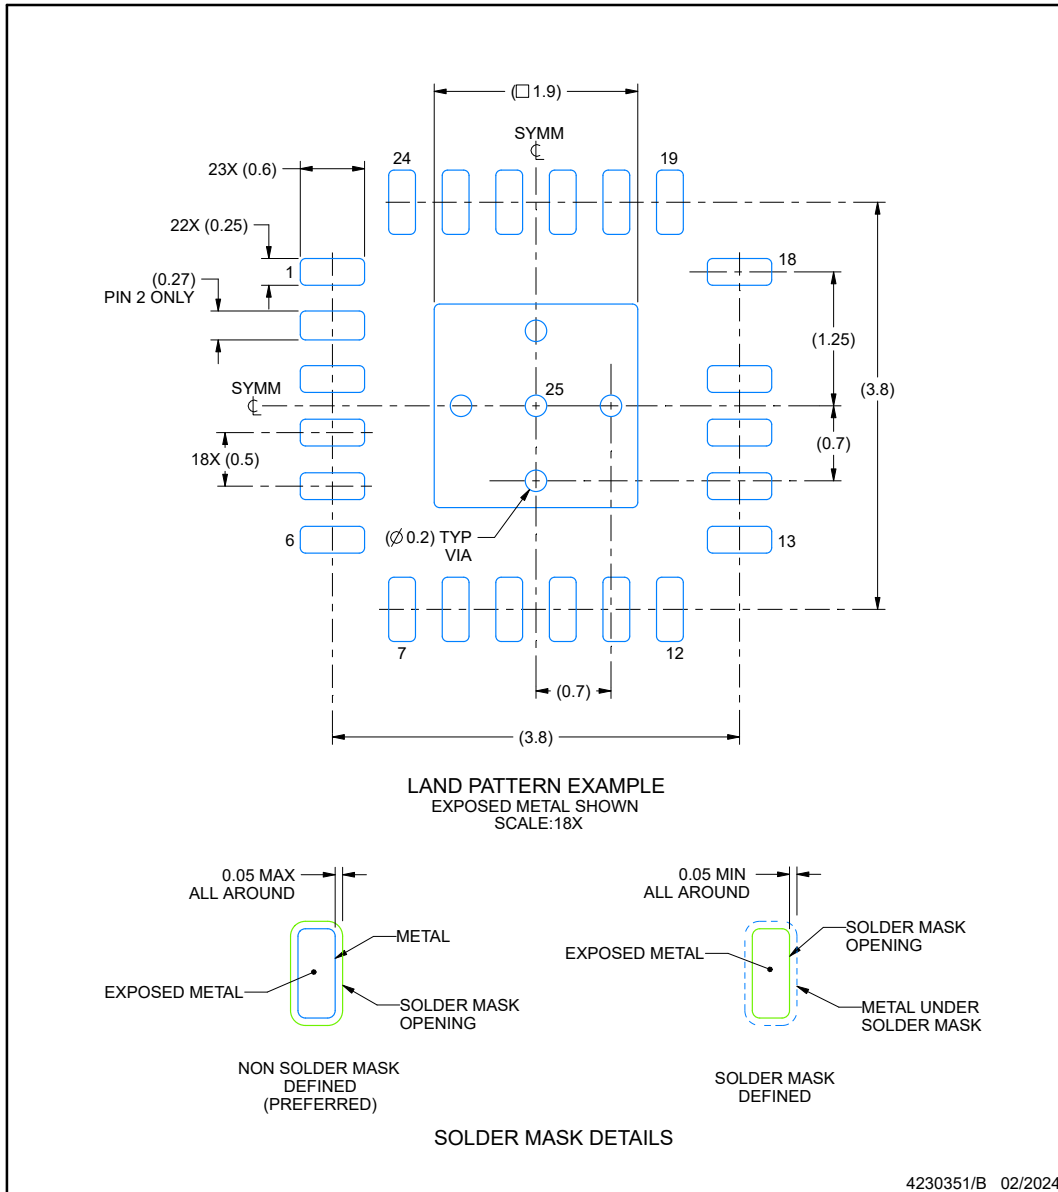 (□ 1.9)
SYMM
℄
24
19
23X (0.6)
22X (0.25)
1
18
(0.27)
PIN 2 ONLY
(1.25)
SYMM
℄
25
(3.8)
(0.7)
18X (0.5)
6
(Ø 0.2) TYP
VIA
13
7
12
(0.7)
(3.8)
LAND PATTERN EXAMPLE
EXPOSED METAL SHOWN
SCALE:18X
0.05 MAX
ALL AROUND
METAL
EXPOSED METAL
SOLDER MASK
OPENING
NON SOLDER MASK
DEFINED
(PREFERRED)
0.05 MIN
ALL AROUND
SOLDER MASK
OPENING
EXPOSED METAL
METAL UNDER
SOLDER MASK
SOLDER MASK
DEFINED
SOLDER MASK DETAILS
4230351/B 02/2024